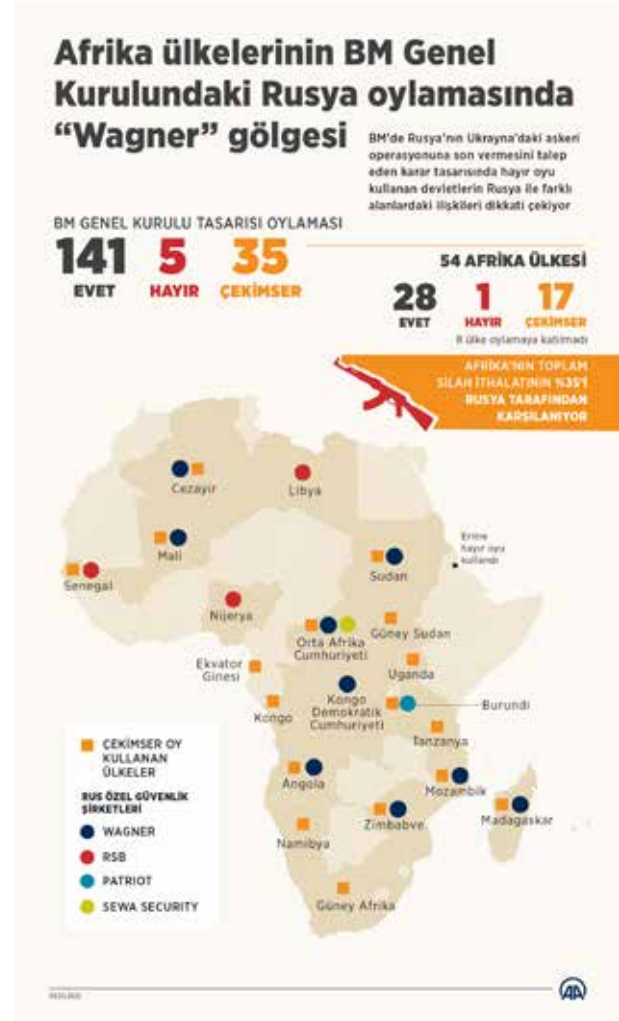 Afrika ülkelerinin BM Genel
Kurulundaki Rusya oylamasında
“Wagner” gölgesi
BM'de Rusya'nın Ukrayna'daki askeri
operasyonuna son vermesini talep
eden karar tasarısında hayır oyu
kullanan devletlerin Rusya ile farklı
alanlardaki ilişkileri dikkati çekiyor
BM GENEL KURULU TASARISI OYLAMASI
141 5 35
EVET HAYIR ÇEKİMSER
54 AFRİKA ÜLKESİ
28 1 17
EVET HAYIR ÇEKİMSER
8 ülke oylamaya katılmadı
AFRİKA'NIN TOPLAM
SİLAH İTHALATININ %35'İ
RUSYA TARAFINDAN
KARŞILANIYOR
Cezayir
Libya
Mali
Eritre
hayır oyu
kullandı
Sudan
Senegal
Nijerya
Güney Sudan
Orta Afrika
Cumhuriyeti
Ekvator
Ginesi
Uganda
Kongo
Kongo
Demokratik
Cumhuriyeti
Burundi
Tanzanya
Angola
Mozambik
Zimbabve
Madagaskar
Namibya
Güney Afrika
ÇEKİMSER OY
KULLANAN
ÜLKELER
RUS ÖZEL GÜVENLİK
ŞİRKETLERİ
WAGNER
RSB
PATRIOT
SEWA SECURITY
AA